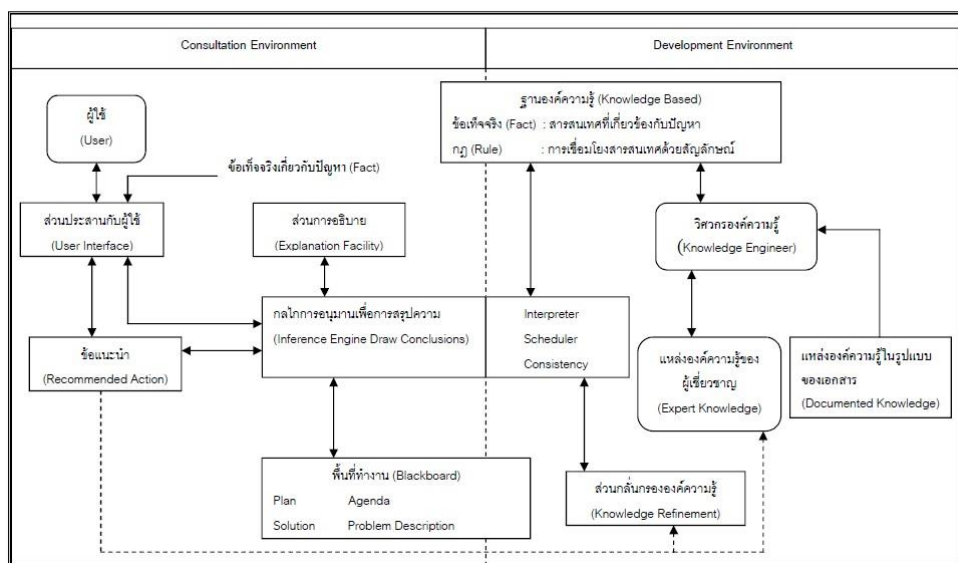 Consultation Environment
Development Environment
ผู้ใช้
(User)
ข้อเท็จจริงเกี่ยวกับปัญหา (Fact)
ส่วนประสานกับผู้ใช้
(User Interface)
ส่วนการอธิบาย
(Explanation Facility)
กลไกการอนุมานเพื่อการสรุปความ
(Inference Engine Draw Conclusions)
ข้อแนะนำ
(Recommended Action)
พื้นที่ทำงาน (Blackboard)
Plan Agenda
Solution Problem Description
ฐานองค์ความรู้ (Knowledge Based)
ข้อเท็จจริง (Fact) : สารสนเทศที่เกี่ยวข้องกับปัญหา
กฎ (Rule) : การเชื่อมโยงสารสนเทศด้วยสัญลักษณ์
วิศวกรองค์ความรู้
(Knowledge Engineer)
Interpreter
Scheduler
Consistency
แหล่งองค์ความรู้ของ
ผู้เชี่ยวชาญ
(Expert Knowledge)
แหล่งองค์ความรู้ในรูปแบบ
ของเอกสาร
(Documented Knowledge)
ส่วนกลั่นกรององค์ความรู้
(Knowledge Refinement)